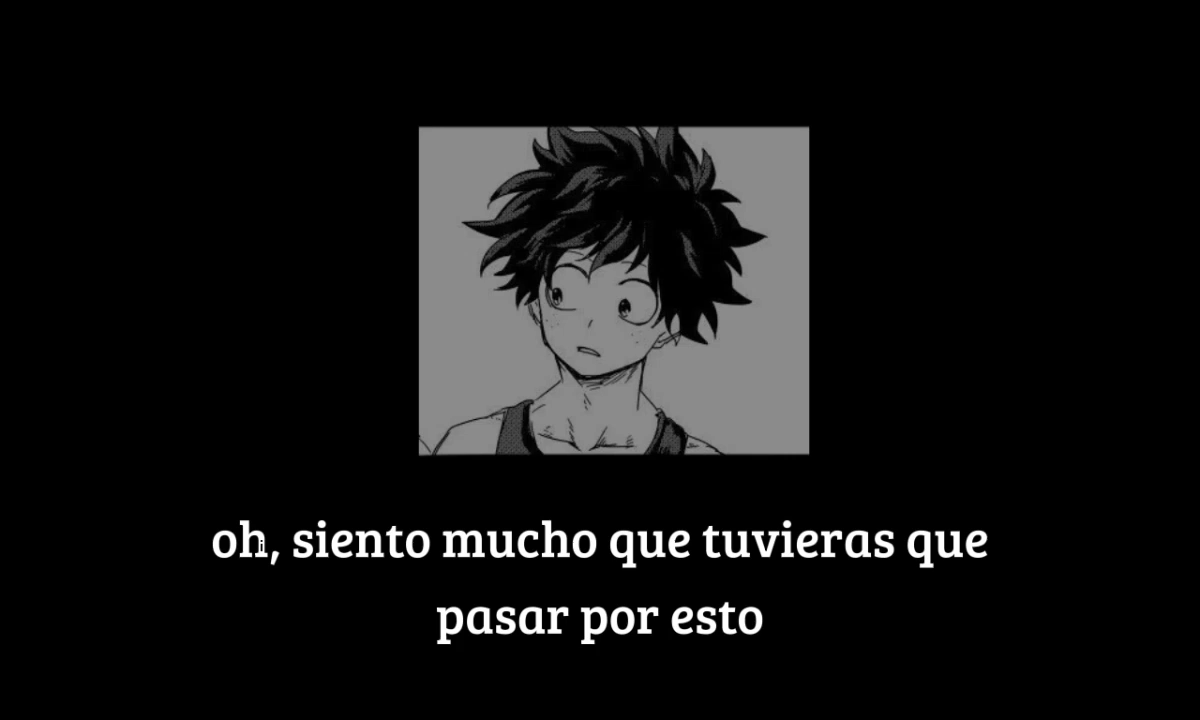 oh, siento mucho que tuvieras que
pasar por esto